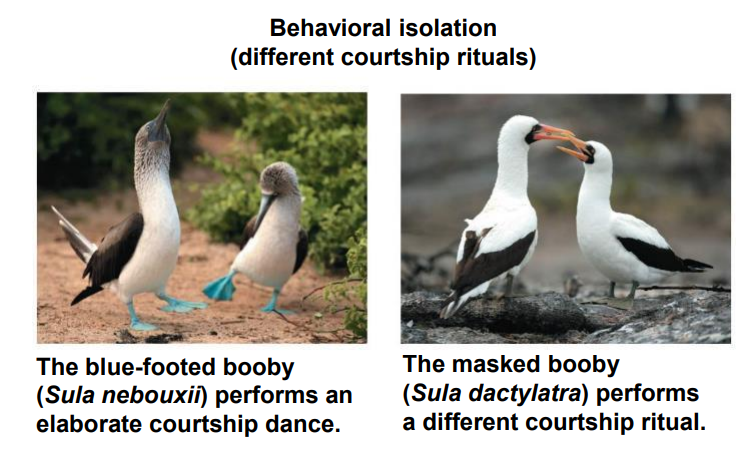 Behavioral isolation
(different courtship rituals)
The blue-footed booby
(Sula nebouxii) performs an
elaborate courtship dance.
The masked booby
(Sula dactylatra) performs
a different courtship ritual.